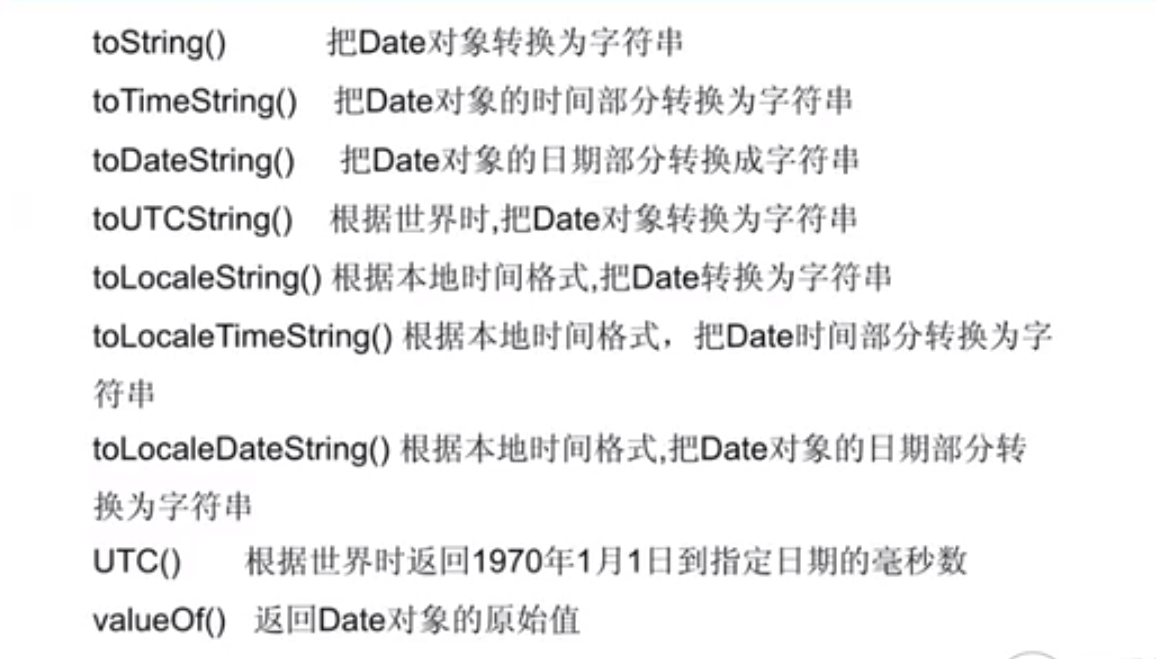 toString() 把Date对象转换为字符串
toTimeString() 把Date对象的时间部分转换为字符串
toDateString() 把Date对象的日期部分转换成字符串
toUTCString() 根据世界时,把Date对象转换为字符串
toLocaleString() 根据本地时间格式,把Date转换为字符串
toLocaleTimeString() 根据本地时间格式，把Date时间部分转换为字
符串
toLocaleDateString() 根据本地时间格式,把Date对象的日期部分转
换为字符串
UTC() 根据世界时返回1970年1月1日到指定日期的毫秒数
valueOf() 返回Date对象的原始值